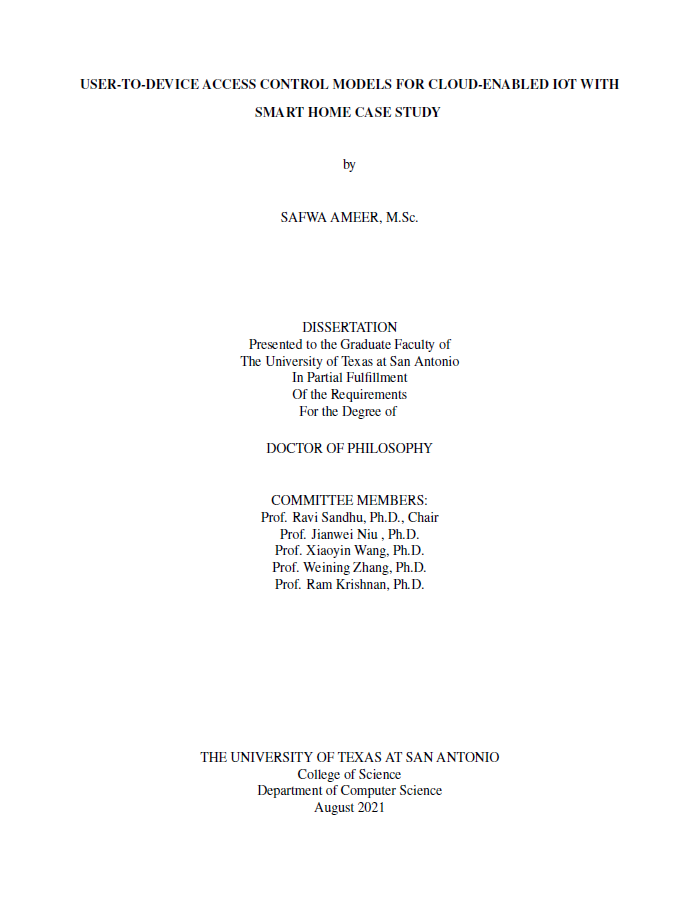 USER-TO-DEVICE ACCESS CONTROL MODELS FOR CLOUD-ENABLED IOT WITH
SMART HOME CASE STUDY
by
SAFWA AMEER, M.Sc.
DISSERTATION
Presented to the Graduate Faculty of
The University of Texas at San Antonio
In Partial Fulfillment
Of the Requirements
For the Degree of
DOCTOR OF PHILOSOPHY
COMMITTEE MEMBERS:
Prof. Ravi Sandhu, Ph.D., Chair
Prof. Jianwei Niu , Ph.D.
Prof. Xiaoyin Wang, Ph.D.
Prof. Weining Zhang, Ph.D.
Prof. Ram Krishnan, Ph.D.
THE UNIVERSITY OF TEXAS AT SAN ANTONIO
College of Science
Department of Computer Science
August 2021